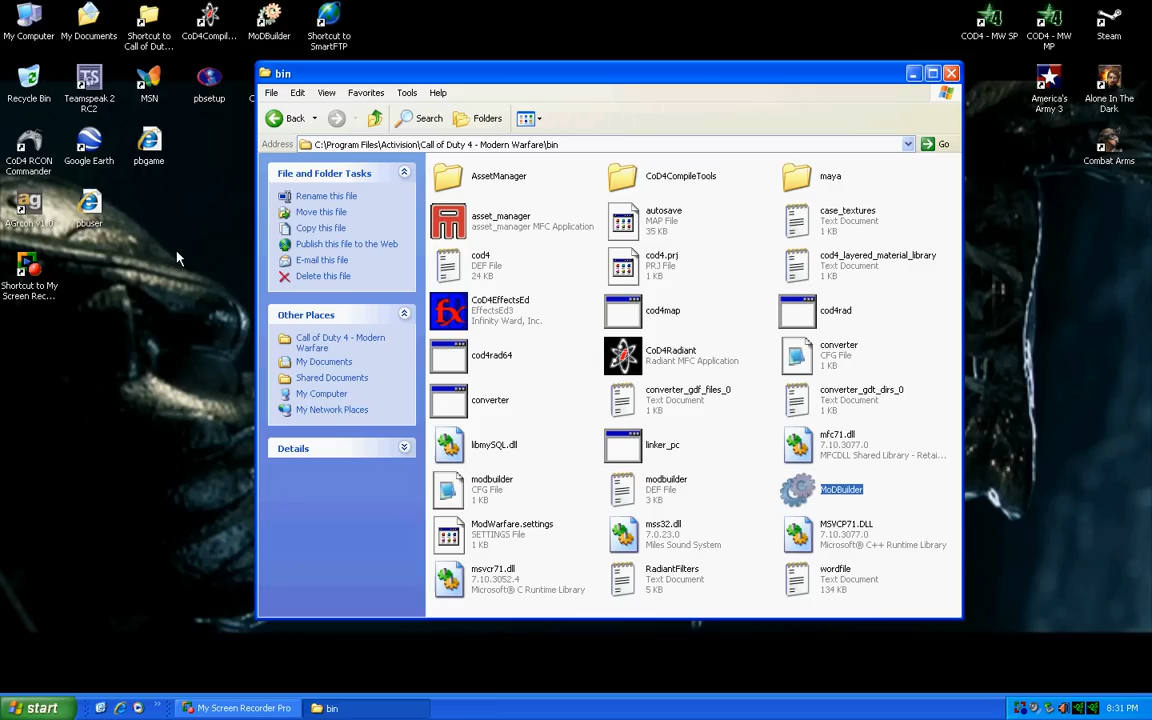 My Computer
My Documents
Shortcut to
Call of Dut...
CoD4Compil...
MoDBuilder
Shortcut to
SmartFTP
COD4 - MW SP
COD4 - MW
MP
Steam
Recycle Bin
Teamspeak 2
RC2
MSN
pbsetup
America's
Army 3
Alone In The
Dark
CoD4 RCON
Commander
Google Earth
pbgame
Combat Arms
pbuser
Shortcut to My
Screen Rec...
bin
File Edit View Favorites Tools Help
Back Search Folders
Address C:\Program Files\Activision\Call of Duty 4 - Modern Warfare\bin Go
File and Folder Tasks
Rename this file
Move this file
Copy this file
Publish this file to the Web
E-mail this file
Delete this file
Other Places
Call of Duty 4 - Modern
Warfare
My Documents
Shared Documents
My Computer
My Network Places
Details
AssetManager
CoD4CompileTools
maya
asset_manager
asset_manager MFC Application
autosave
MAP File
35 KB
case_textures
Text Document
1 KB
cod4
DEF File
24 KB
cod4.prj
PRJ File
1 KB
cod4_layered_material_library
Text Document
1 KB
CoD4EffectsEd
EffectsEd3
Infinity Ward, Inc.
cod4map
cod4rad
cod4rad64
CoD4Radiant
Radiant MFC Application
converter
CFG File
1 KB
converter
converter_gdf_files_0
Text Document
1 KB
converter_gdt_dirs_0
Text Document
1 KB
libmySQL.dll
linker_pc
mfc71.dll
7.10.3077.0
MFCDLL Shared Library - Retai...
modbuilder
CFG File
1 KB
modbuilder
DEF File
3 KB
MoDBuilder
ModWarfare.settings
SETTINGS File
1 KB
mss32.dll
7.0.23.0
Miles Sound System
MSVCP71.DLL
7.10.3077.0
Microsoft® C++ Runtime Library
msvcr71.dll
7.10.3052.4
Microsoft® C Runtime Library
RadiantFilters
Text Document
5 KB
wordfile
Text Document
134 KB
start
My Screen Recorder Pro
bin
8:31 PM